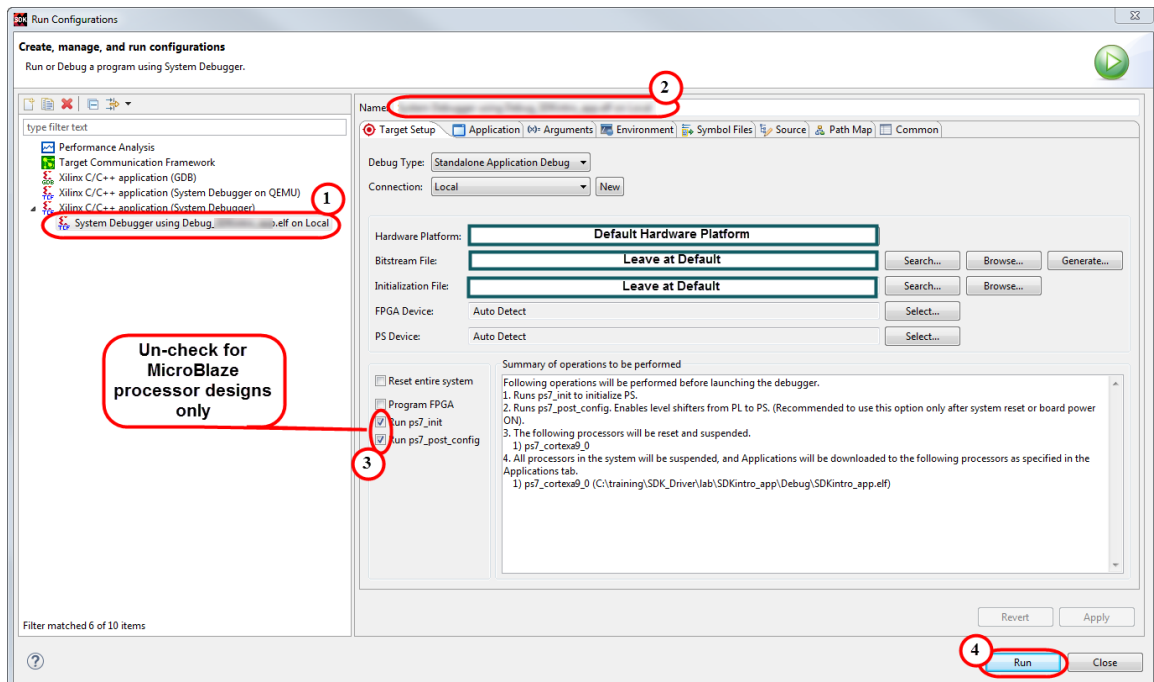 SDK Run Configurations
Create, manage, and run configurations
Run or Debug a program using System Debugger.
type filter text
Performance Analysis
Target Communication Framework
Xilinx C/C++ application (GDB)
Xilinx C/C++ application (System Debugger on QEMU)
Xilinx C/C++ application (System Debugger)
System Debugger using Debug_ .elf on Local
1
Filter matched 6 of 10 items
Un-check for
MicroBlaze
processor designs
only
2
Name:
Target Setup Application (x)= Arguments Environment Symbol Files Source Path Map Common
Debug Type: Standalone Application Debug
Connection: Local New
Hardware Platform: Default Hardware Platform
Bitstream File: Leave at Default Search... Browse... Generate...
Initialization File: Leave at Default Search... Browse...
FPGA Device: Auto Detect Select...
PS Device: Auto Detect Select...
Reset entire system
Program FPGA
Run ps7_init
Run ps7_post_config
3
Summary of operations to be performed
Following operations will be performed before launching the debugger.
1. Runs ps7_init to initialize PS.
2. Runs ps7_post_config. Enables level shifters from PL to PS. (Recommended to use this option only after system reset or board power
ON).
3. The following processors will be reset and suspended.
1) ps7_cortexa9_0
4. All processors in the system will be suspended, and Applications will be downloaded to the following processors as specified in the
Applications tab.
1) ps7_cortexa9_0 (C:\training\SDK_Driver\lab\SDKintro_app\Debug\SDKintro_app.elf)
Revert Apply
4
Run Close